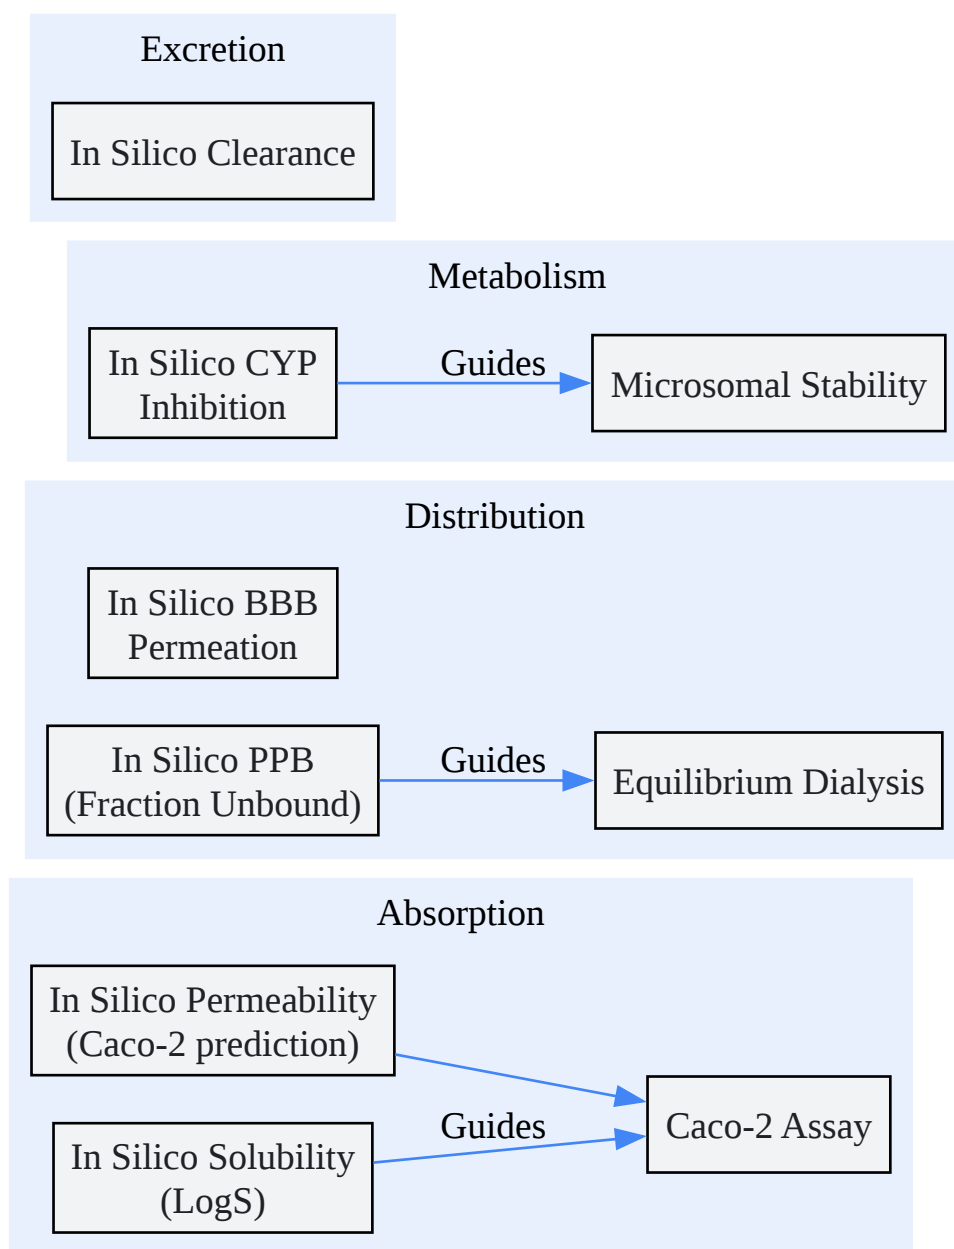 Excretion
In Silico Clearance
Metabolism
In Silico CYP
Inhibition
Guides
Microsomal Stability
Distribution
In Silico BBB
Permeation
In Silico PPB
(Fraction Unbound)
Guides
Equilibrium Dialysis
Absorption
In Silico Permeability
(Caco-2 prediction)
In Silico Solubility
(LogS)
Guides
Caco-2 Assay